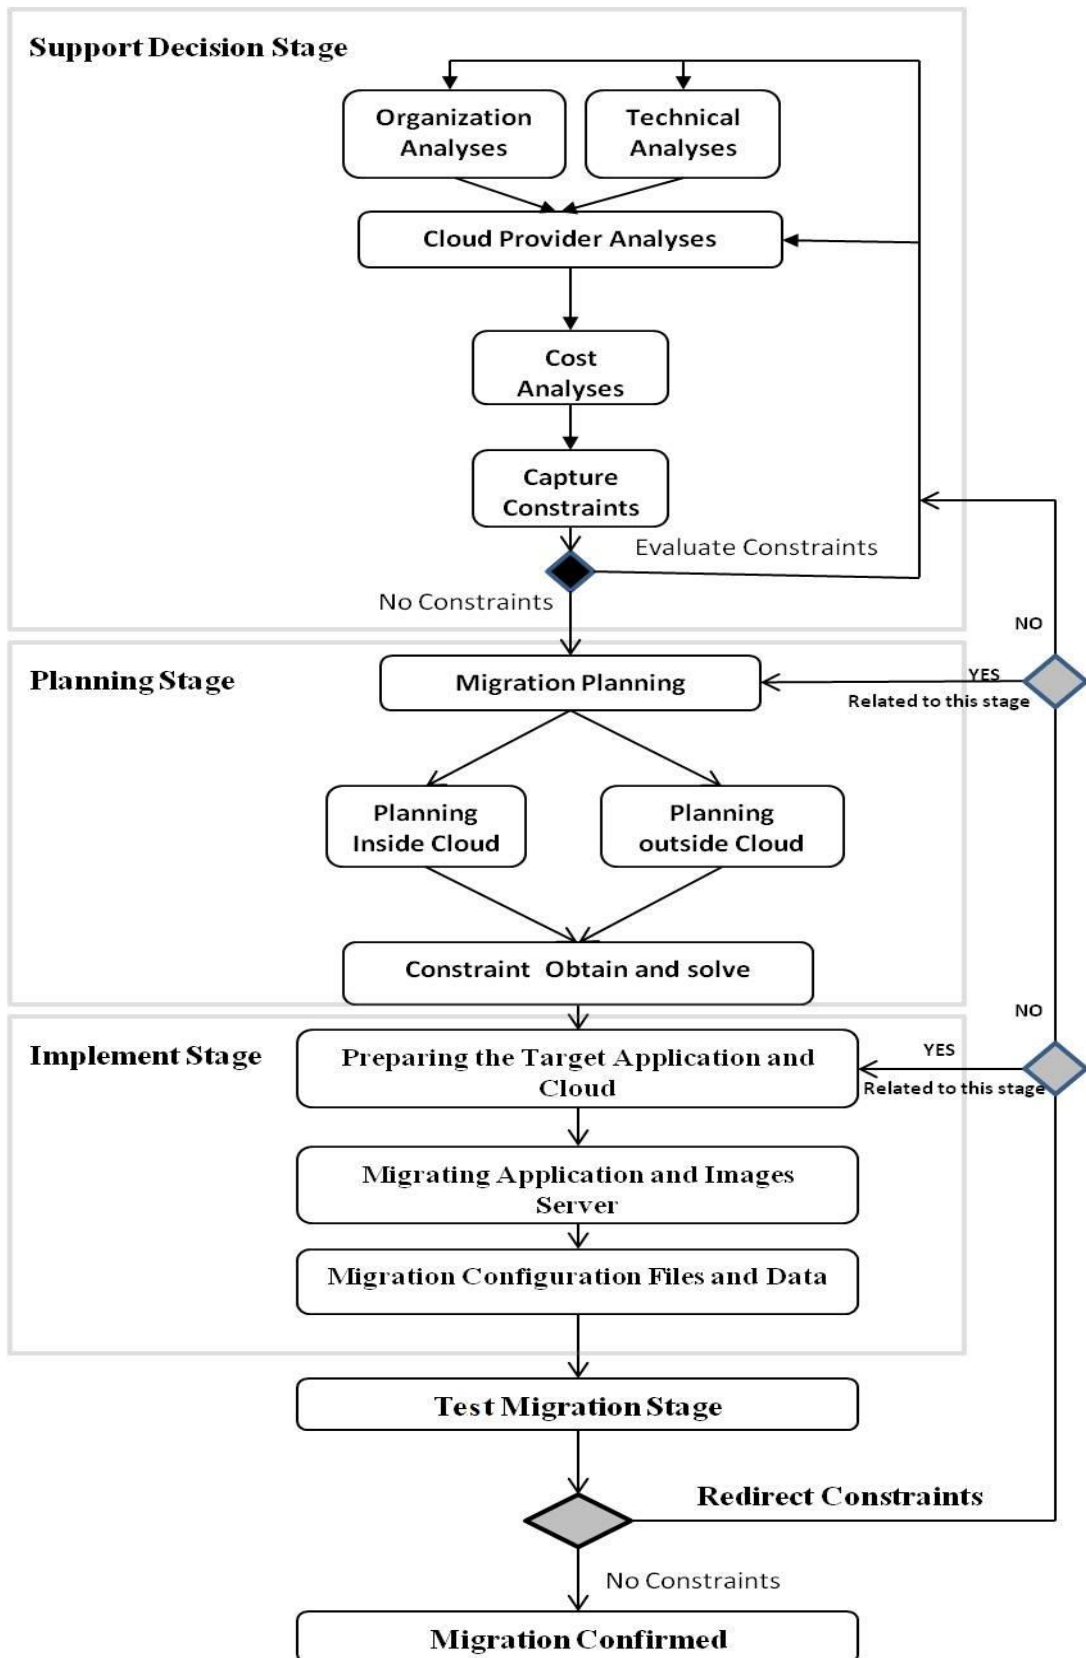 Support Decision Stage
Organization
Analyses
Technical
Analyses
Cloud Provider Analyses
Cost
Analyses
Capture
Constraints
Evaluate Constraints
No Constraints
NO
Planning Stage
Migration Planning
YES
Related to this stage
Planning
Inside Cloud
Planning
outside Cloud
Constraint Obtain and solve
NO
Implement Stage
Preparing the Target Application and
Cloud
YES
Related to this stage
Migrating Application and Images
Server
Migration Configuration Files and Data
Test Migration Stage
Redirect Constraints
No Constraints
Migration Confirmed